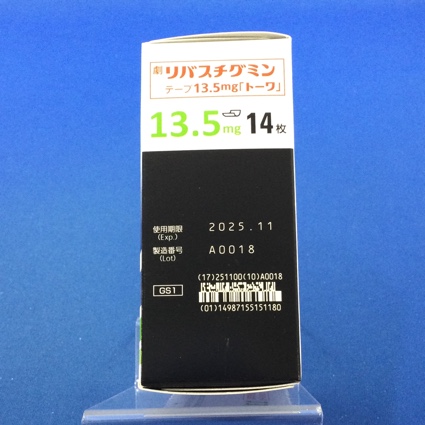 劇 リバスチグミン
テープ13.5mg「トーワ」
13.5mg 14枚
使用期限 2025.11
(Exp.)
製造番号 A0018
(Lot)
(17)251100(10)A0018
GS1
(01)14987155151180